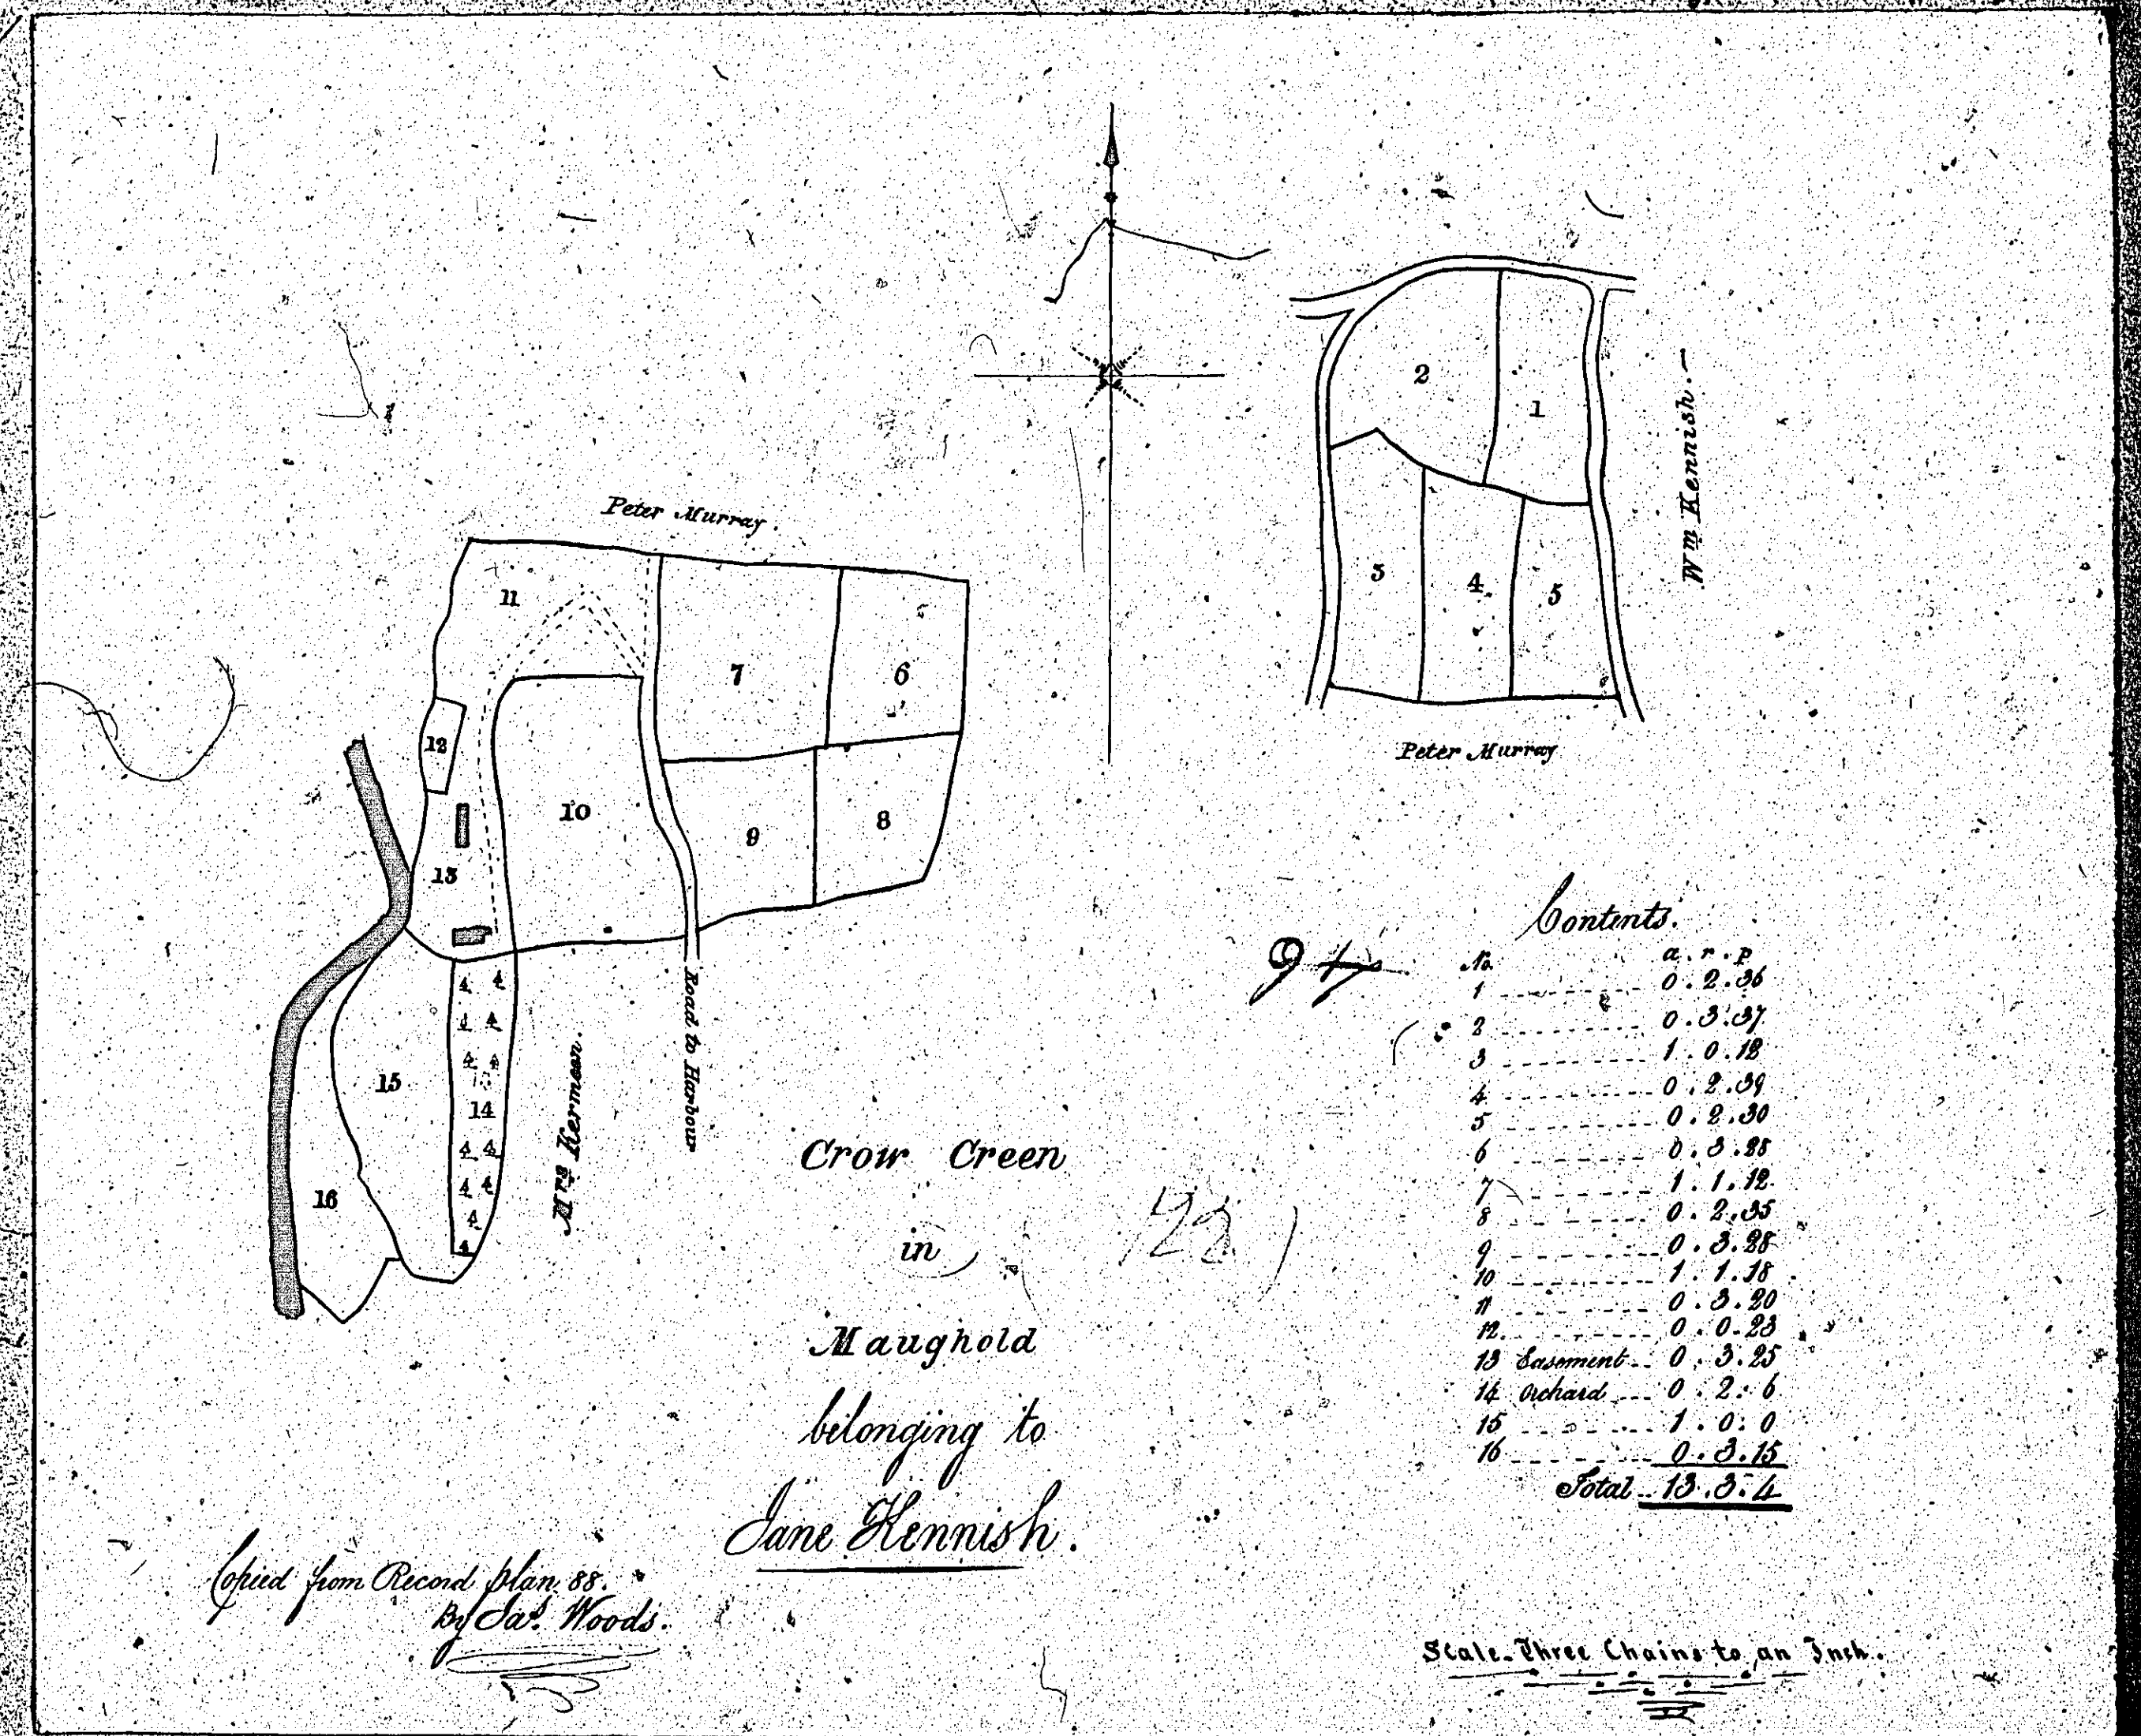 Peter Murray.
11
7
6
12
10
9
8
13
15
14
16
Mrs Kermeen.
Road to Harbour
2
1
3
4
5
Wm Kennish.
Peter Murray
Crow Creen
in
Maughold
belonging to
Jane Kennish.
Copied from Record plan 88.
By Jas. Woods.
Contents.
No. a. r. p
1 0. 2. 36
2 0. 3. 37
3 1. 0. 12
4 0. 2. 39
5 0. 2. 30
6 0. 3. 28
7 1. 1. 12
8 0. 2. 35
9 0. 3. 28
10 1. 1. 18
11 0. 3. 20
12 0. 0. 23
13 Easement 0. 3. 25
14 Orchard 0. 2. 6
15 1. 0. 0
16 0. 3. 15
Total 13. 3. 4
Scale. Three Chains to an Inch.